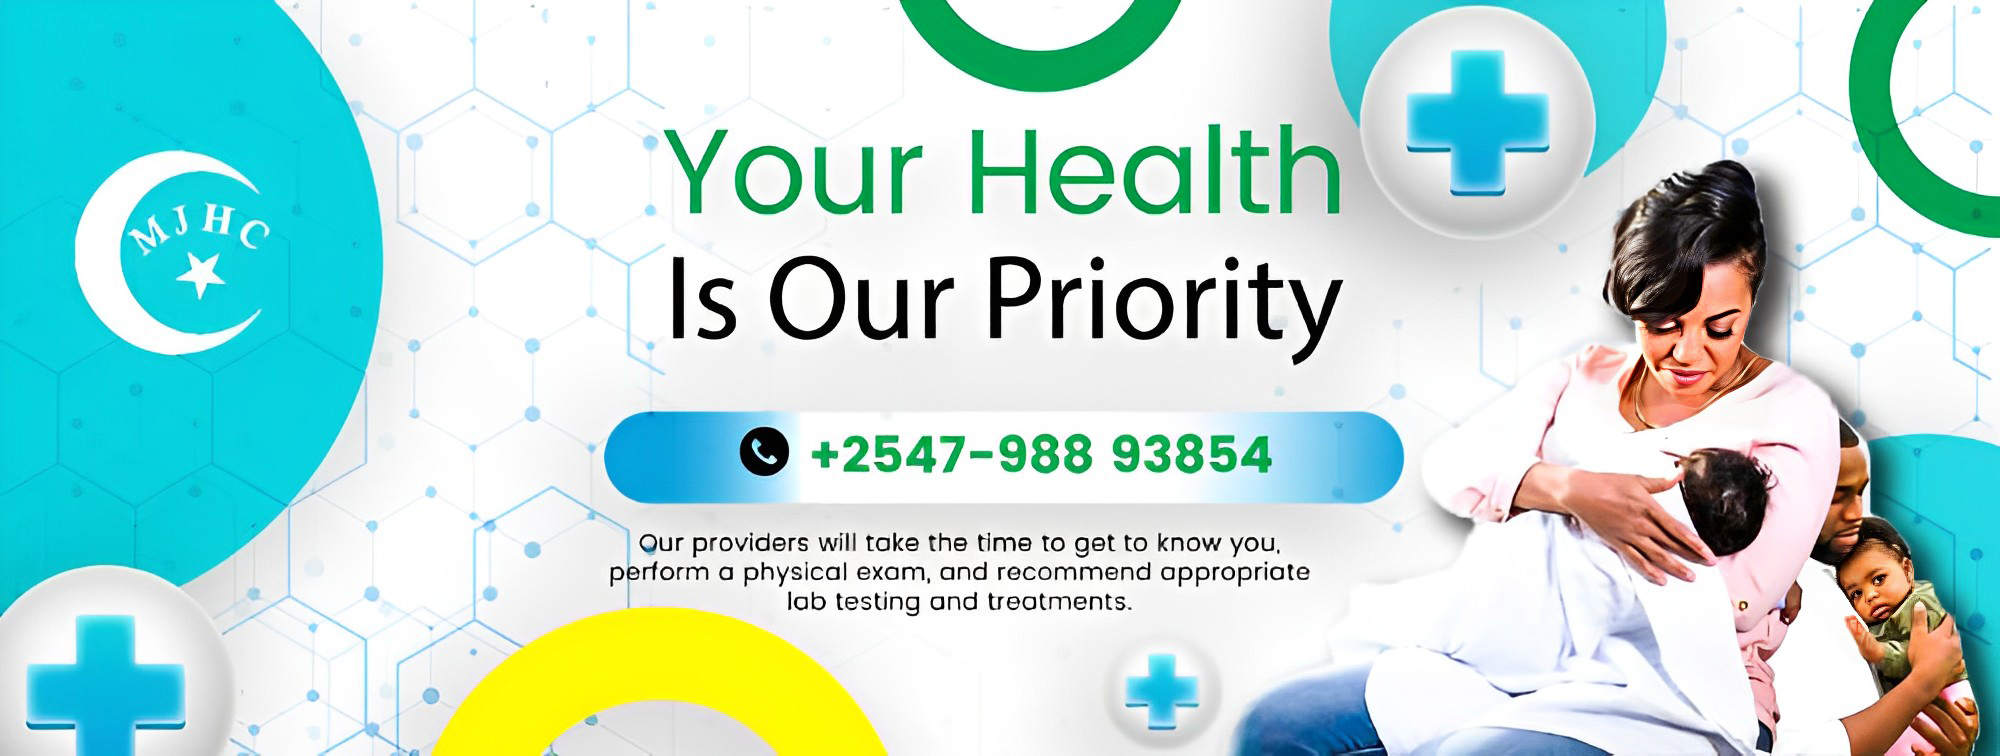 MJHC
Your Health
Is Our Priority
+2547-988 93854
Our providers will take the time to get to know you,
perform a physical exam, and recommend appropriate
lab testing and treatments.